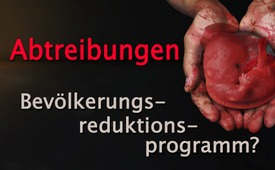 Abtreibungen
Bevölkerungs-
reduktions-
programm?